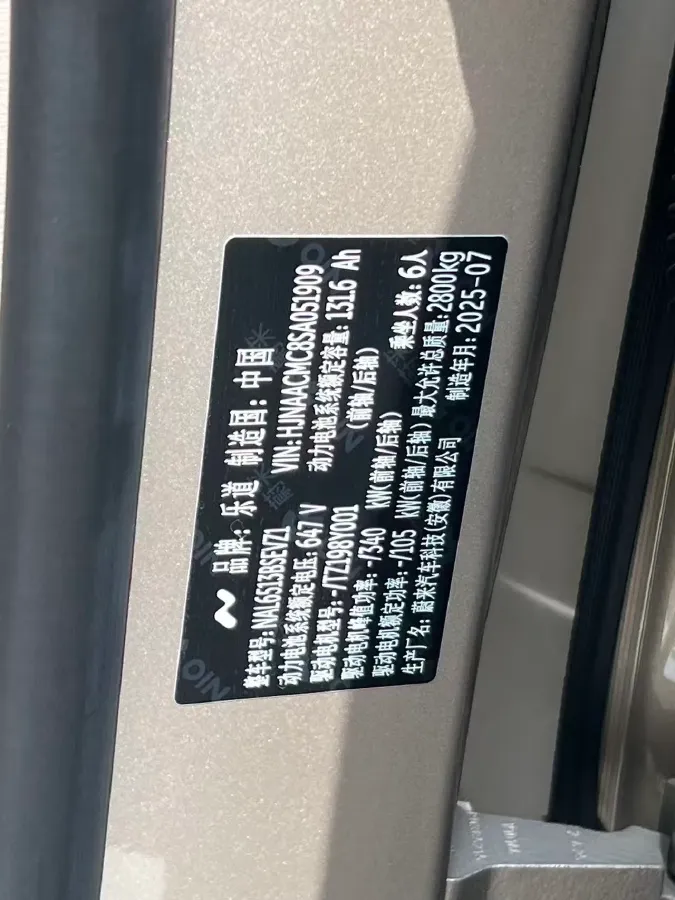 品牌：乐道 制造国：中国
整车型号：NAL6513BSEVZ1 VIN：HJNAACMC8SA051909
动力电池系统额定电压：647 V 动力电池系统额定容量：131.6 Ah
驱动电机型号：-/TZ198Y001 (前轴/后轴)
驱动电机峰值功率：-/340 kW(前轴/后轴) 乘坐人数：6人
驱动电机额定功率：-/105 kW(前轴/后轴) 最大允许总质量：2800kg
生产厂名：蔚来汽车科技(安徽)有限公司 制造年月：2025-07
NIO